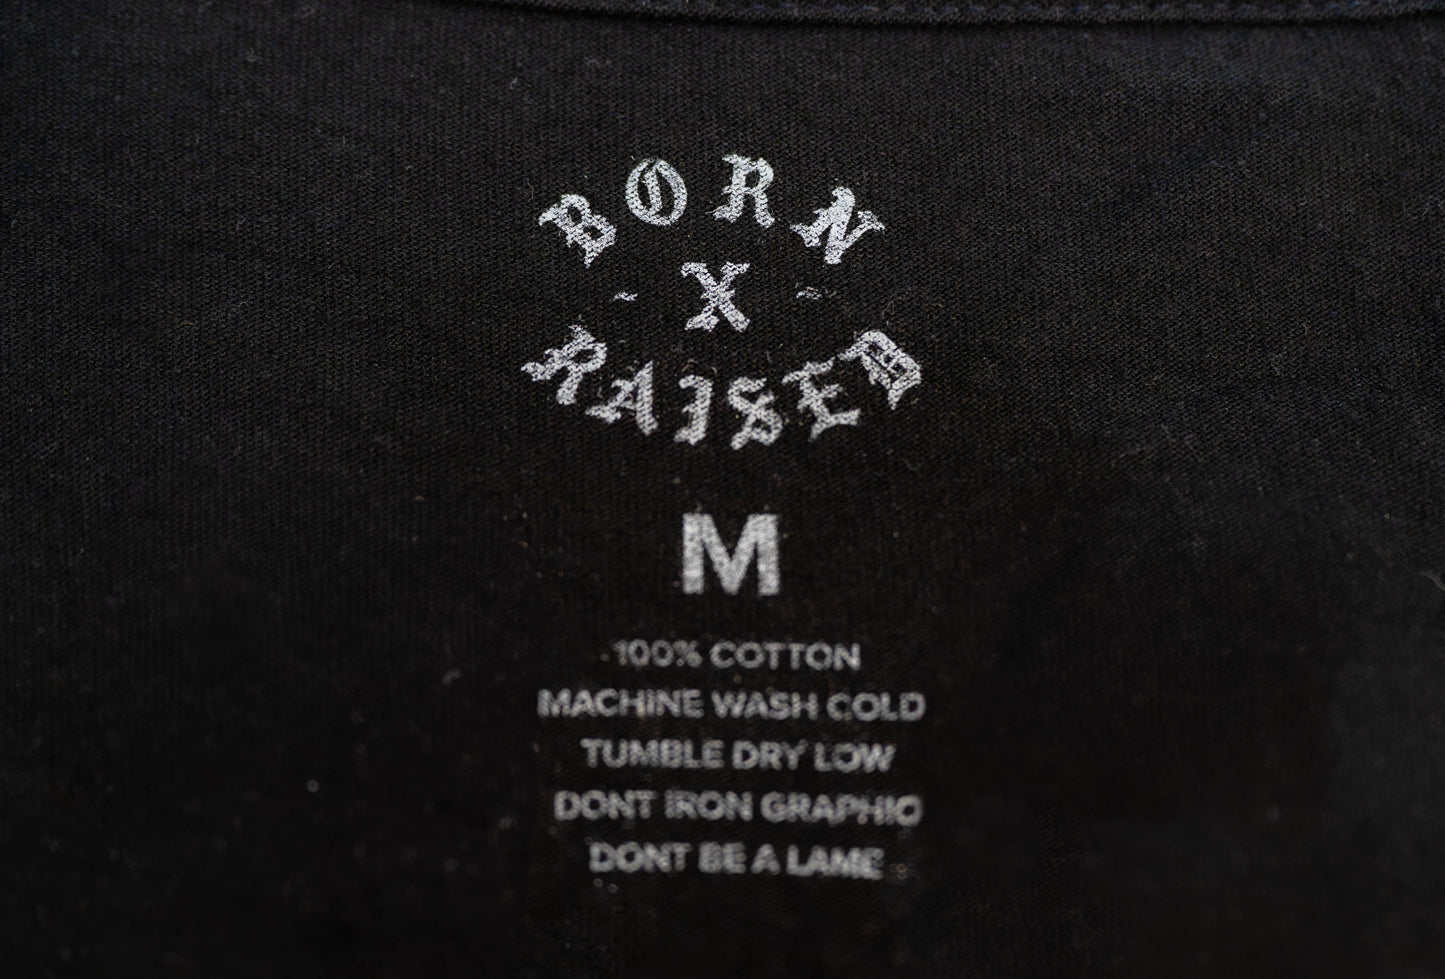 BORN
- X -
RAISED
M
100% COTTON
MACHINE WASH COLD
TUMBLE DRY LOW
DONT IRON GRAPHIC
DONT BE A LAME